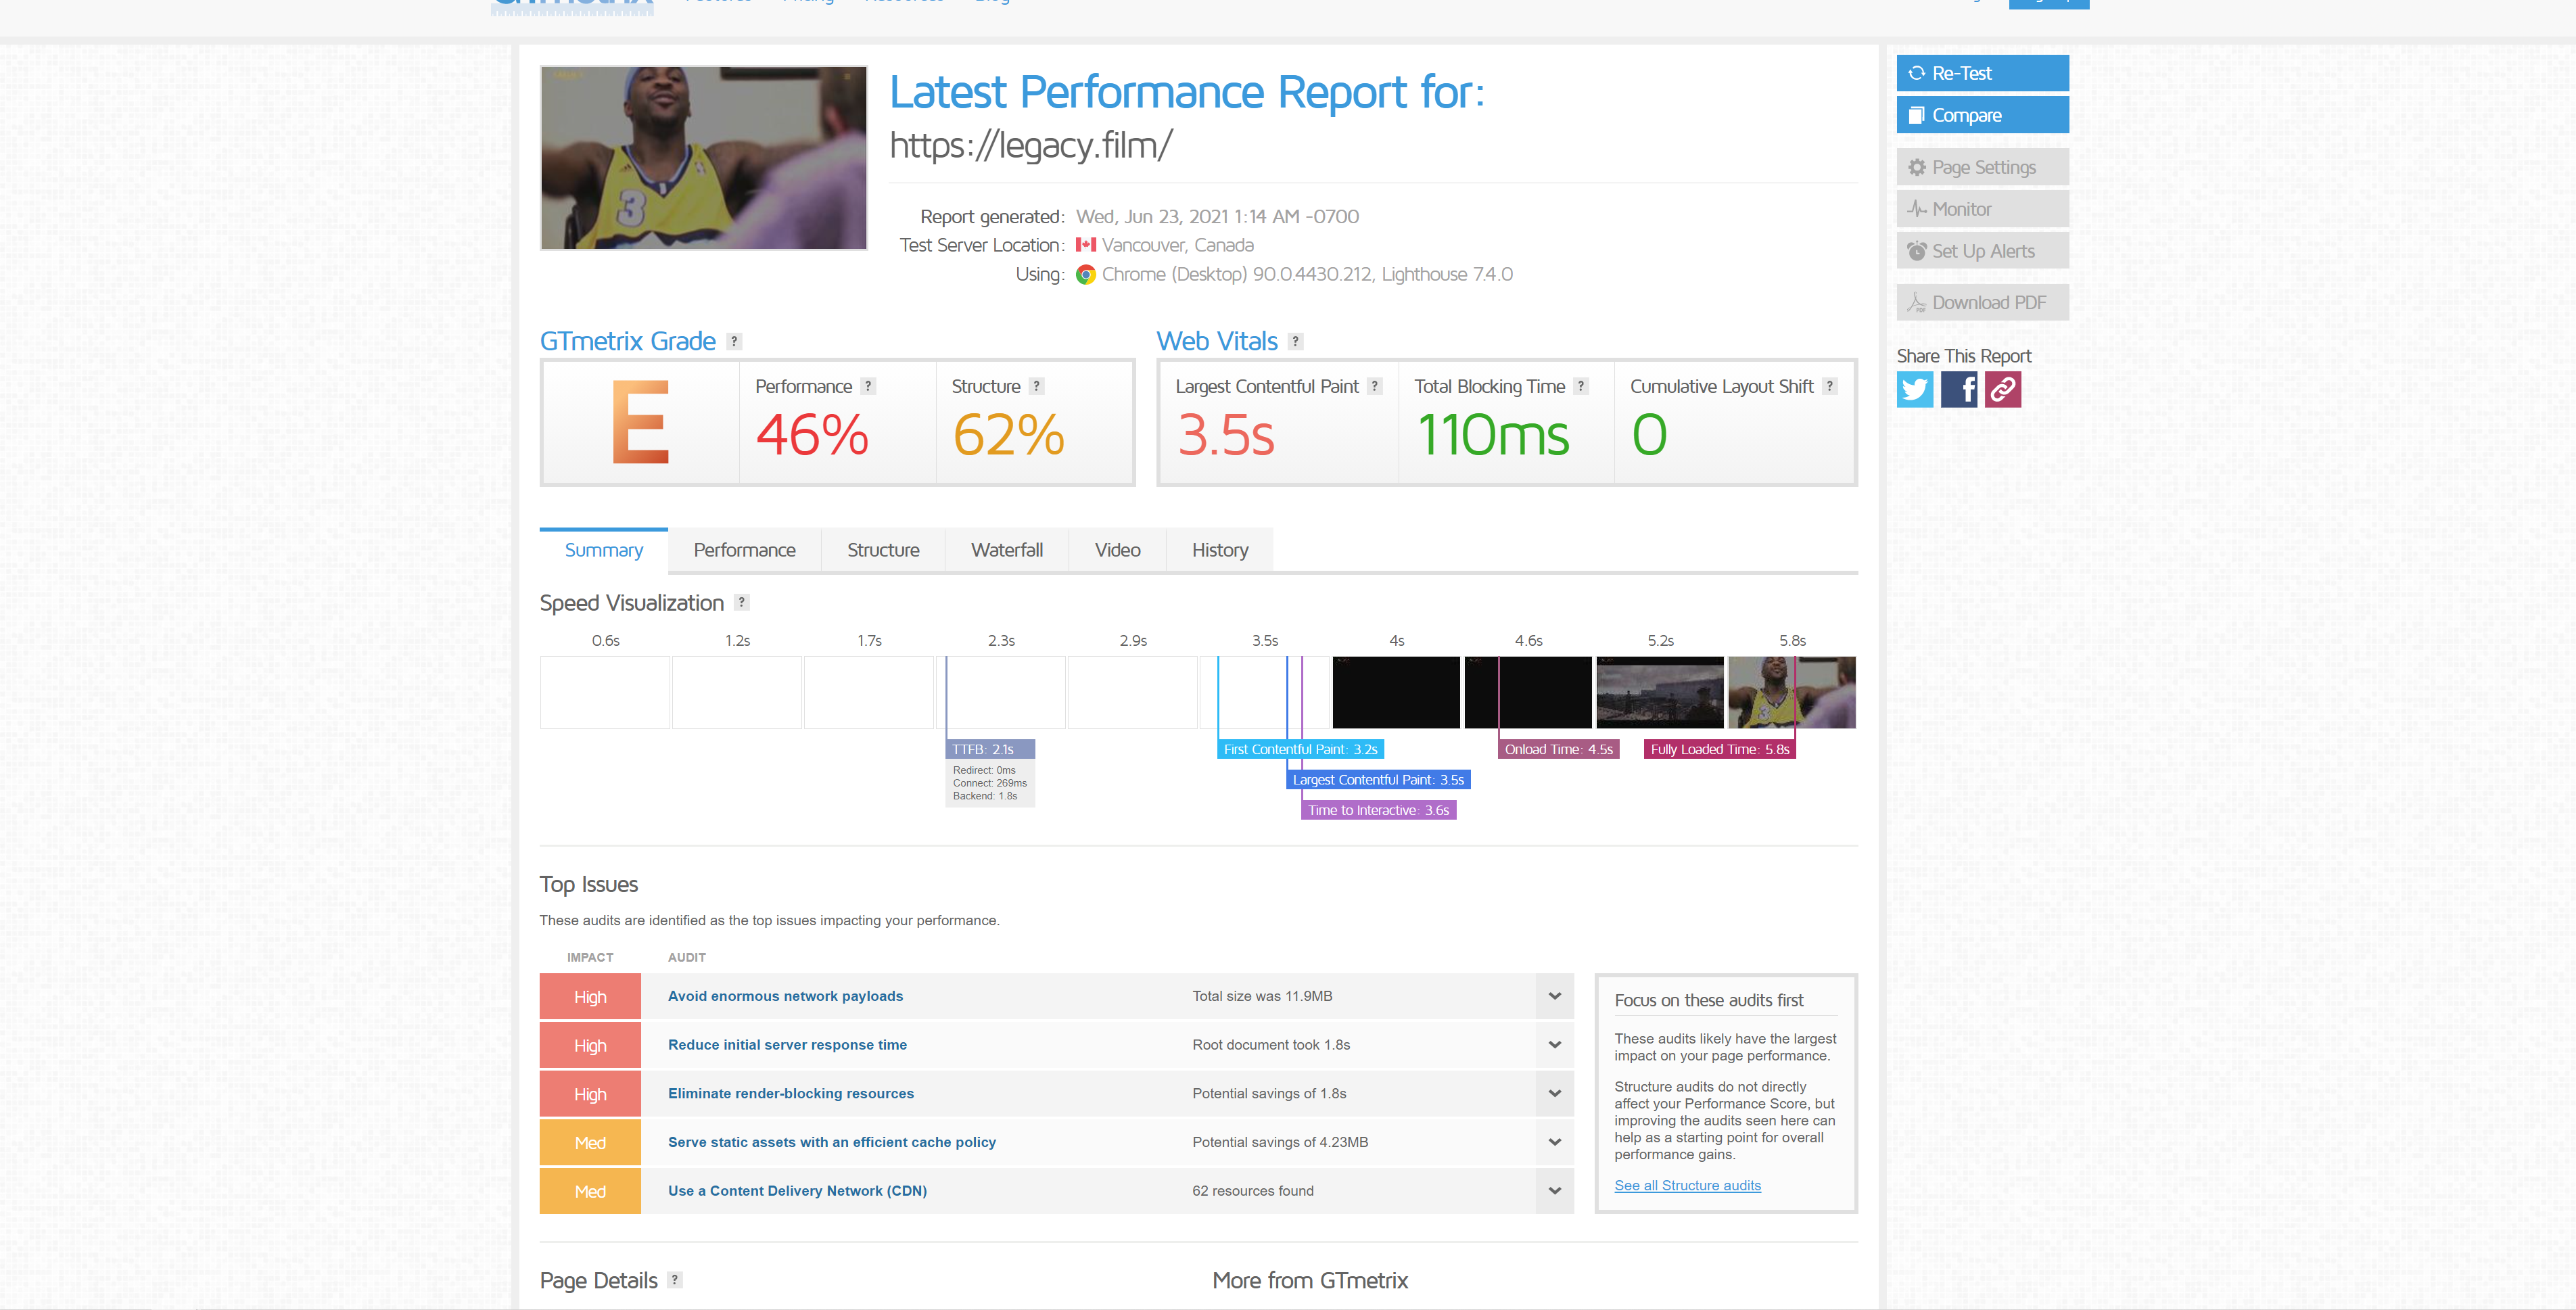 Features Pricing Resources Blog
Latest Performance Report for:
https://legacy.film/
Report generated: Wed, Jun 23, 2021 1:14 AM -0700
Test Server Location: Vancouver, Canada
Using: Chrome (Desktop) 90.0.4430.212, Lighthouse 7.4.0
Re-Test
Compare
Page Settings
Monitor
Set Up Alerts
Download PDF
Share This Report
GTmetrix Grade ?
Web Vitals ?
E
Performance ?
46%
Structure ?
62%
Largest Contentful Paint ?
3.5s
Total Blocking Time ?
110ms
Cumulative Layout Shift ?
0
Summary Performance Structure Waterfall Video History
Speed Visualization ?
0.6s 1.2s 1.7s 2.3s 2.9s 3.5s 4s 4.6s 5.2s 5.8s
3
3
TTFB: 2.1s
Redirect: 0ms
Connect: 269ms
Backend: 1.8s
First Contentful Paint: 3.2s
Largest Contentful Paint: 3.5s
Time to Interactive: 3.6s
Onload Time: 4.5s
Fully Loaded Time: 5.8s
Top Issues
These audits are identified as the top issues impacting your performance.
IMPACT AUDIT
High Avoid enormous network payloads Total size was 11.9MB
High Reduce initial server response time Root document took 1.8s
High Eliminate render-blocking resources Potential savings of 1.8s
Med Serve static assets with an efficient cache policy Potential savings of 4.23MB
Med Use a Content Delivery Network (CDN) 62 resources found
Focus on these audits first
These audits likely have the largest
impact on your page performance.
Structure audits do not directly
affect your Performance Score, but
improving the audits seen here can
help as a starting point for overall
performance gains.
See all Structure audits
Page Details ?
More from GTmetrix